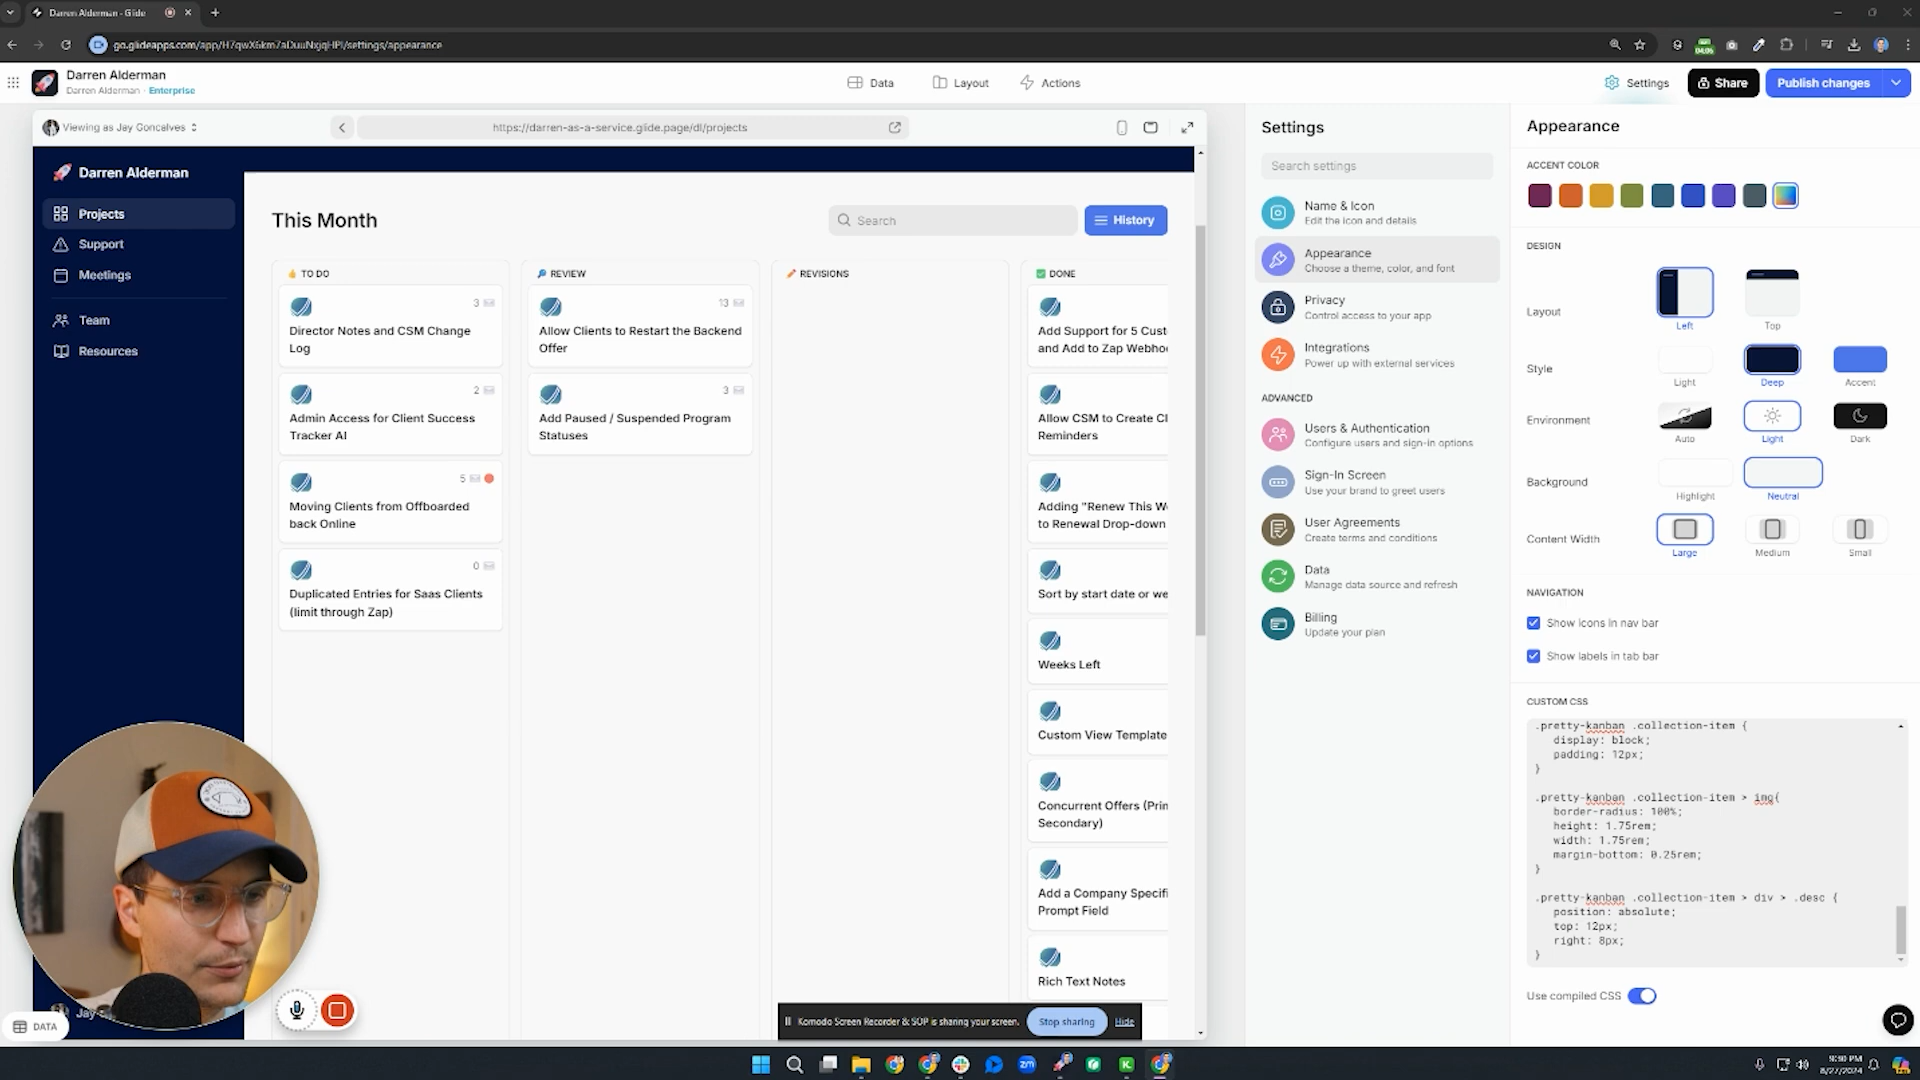 Darren Alderman - Glide
go.glideapps.com/app/H7qwX6km7aDuuNxjqHPl/settings/appearance
Darren Alderman
Darren Alderman · Enterprise
Data
Layout
Actions
Settings
Share
Publish changes
Viewing as Jay Goncalves
https://darren-as-a-service.glide.page/dl/projects
Darren Alderman
Projects
Support
Meetings
Team
Resources
This Month
Search
History
TO DO
3
Director Notes and CSM Change
Log
2
Admin Access for Client Success
Tracker AI
5
Moving Clients from Offboarded
back Online
0
Duplicated Entries for Saas Clients
(limit through Zap)
REVIEW
13
Allow Clients to Restart the Backend
Offer
3
Add Paused / Suspended Program
Statuses
REVISIONS
DONE
Add Support for 5 Cust
and Add to Zap Webho
Allow CSM to Create Cl
Reminders
Adding "Renew This W
to Renewal Drop-down
Sort by start date or we
Weeks Left
Custom View Template
Concurrent Offers (Prin
Secondary)
Add a Company Specifi
Prompt Field
Rich Text Notes
Jay
DATA
Komodo Screen Recorder & SOP is sharing your screen.
Stop sharing
Hide
Settings
Search settings
Name & Icon
Edit the icon and details
Appearance
Choose a theme, color, and font
Privacy
Control access to your app
Integrations
Power up with external services
ADVANCED
Users & Authentication
Configure users and sign-in options
Sign-In Screen
Use your brand to greet users
User Agreements
Create terms and conditions
Data
Manage data source and refresh
Billing
Update your plan
Appearance
ACCENT COLOR
DESIGN
Layout
Left
Top
Style
Light
Deep
Accent
Environment
Auto
Light
Dark
Background
Highlight
Neutral
Content Width
Large
Medium
Small
NAVIGATION
Show icons in nav bar
Show labels in tab bar
CUSTOM CSS
.pretty-kanban .collection-item {
display: block;
padding: 12px;
}
.pretty-kanban .collection-item > img{
border-radius: 100%;
height: 1.75rem;
width: 1.75rem;
margin-bottom: 0.25rem;
}
.pretty-kanban .collection-item > div > .desc {
position: absolute;
top: 12px;
right: 8px;
}
Use compiled CSS
zm
K
9:30 PM
8/27/2024